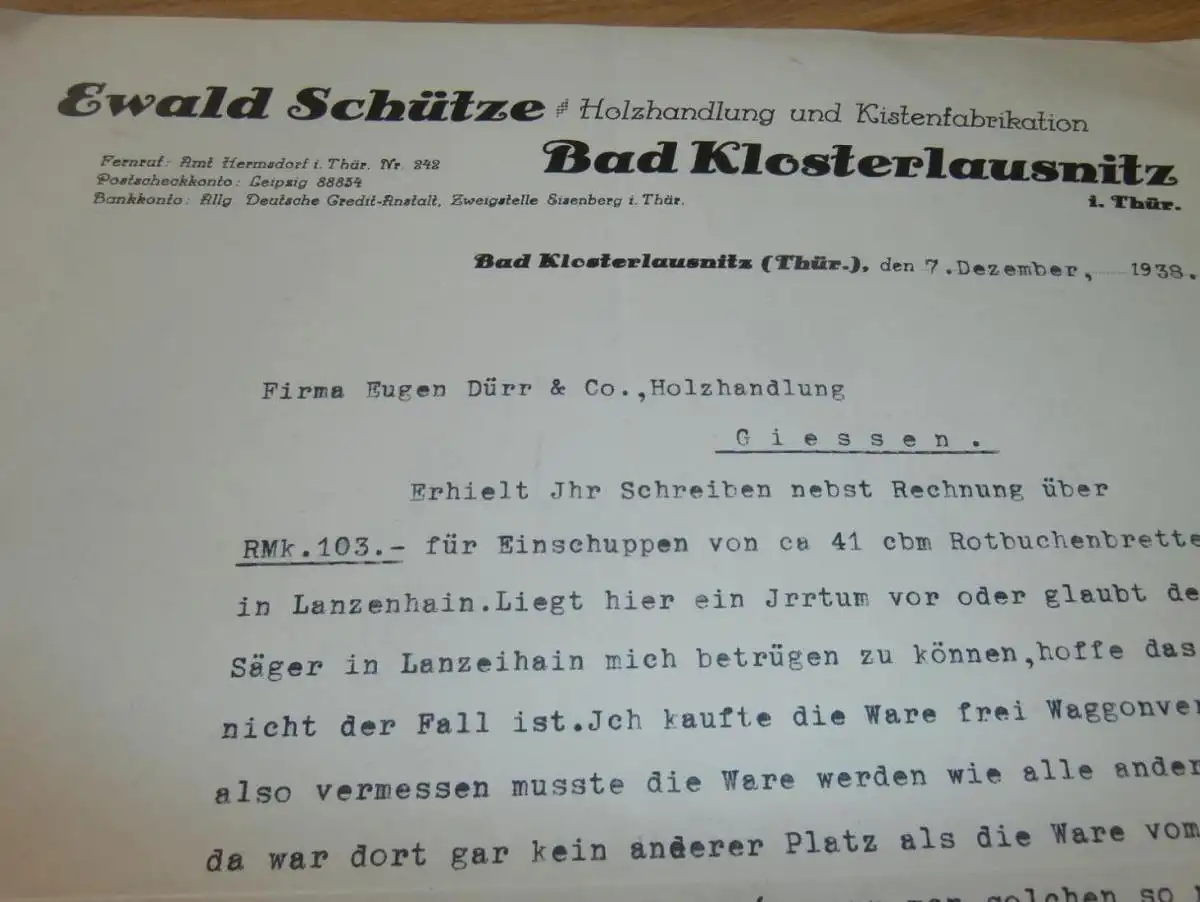 Ewald Schütze Holzhandlung und Kistenfabrikation
Bad Klosterlausnitz
i. Thür.
Fernruf: Amt Hermsdorf i. Thür. Nr. 242
Postscheckkonto: Leipzig 88834
Bankkonto: Allg. Deutsche Credit-Anstalt, Zweigstelle Eisenberg i. Thür.
Bad Klosterlausnitz (Thür.), den 7.Dezember, 1938.
Firma Eugen Dürr & Co.,Holzhandlung
Giessen.
Erhielt Jhr Schreiben nebst Rechnung über
RMk.103.- für Einschuppen von ca 41 cbm Rotbuchenbrette
in Lanzenhain.Liegt hier ein Jrrtum vor oder glaubt de
Säger in Lanzeihain mich betrügen zu können,hoffe das
nicht der Fall ist.Jch kaufte die Ware frei Waggonver
also vermessen musste die Ware werden wie alle ander
da war dort gar kein anderer Platz als die Ware vom
solchen so